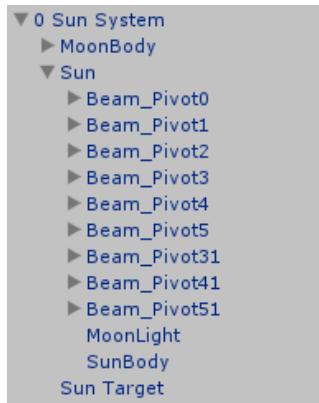 0 Sun System
MoonBody
Sun
Beam_Pivot0
Beam_Pivot1
Beam_Pivot2
Beam_Pivot3
Beam_Pivot4
Beam_Pivot5
Beam_Pivot31
Beam_Pivot41
Beam_Pivot51
MoonLight
SunBody
Sun Target